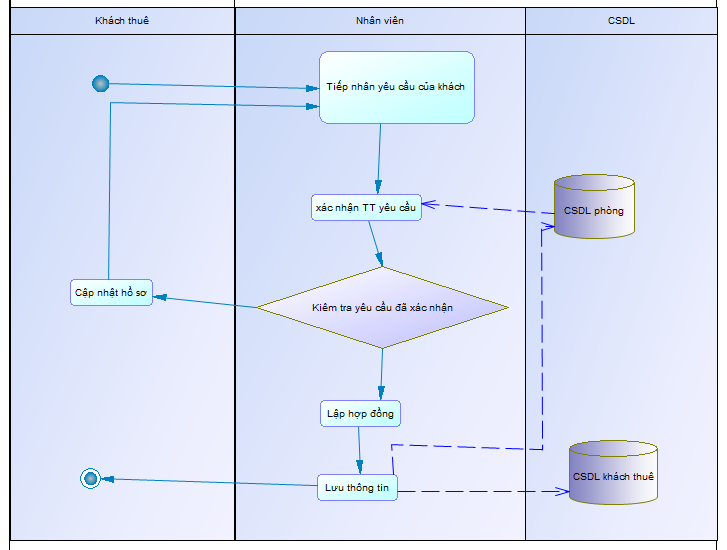 Khách thuê
Nhân viên
CSDL
Tiếp nhân yêu cầu của khách
xác nhận TT yêu cầu
CSDL phòng
Cập nhật hồ sơ
Kiểm tra yêu cầu đã xác nhận
Lập hợp đồng
Lưu thông tin
CSDL khách thuê